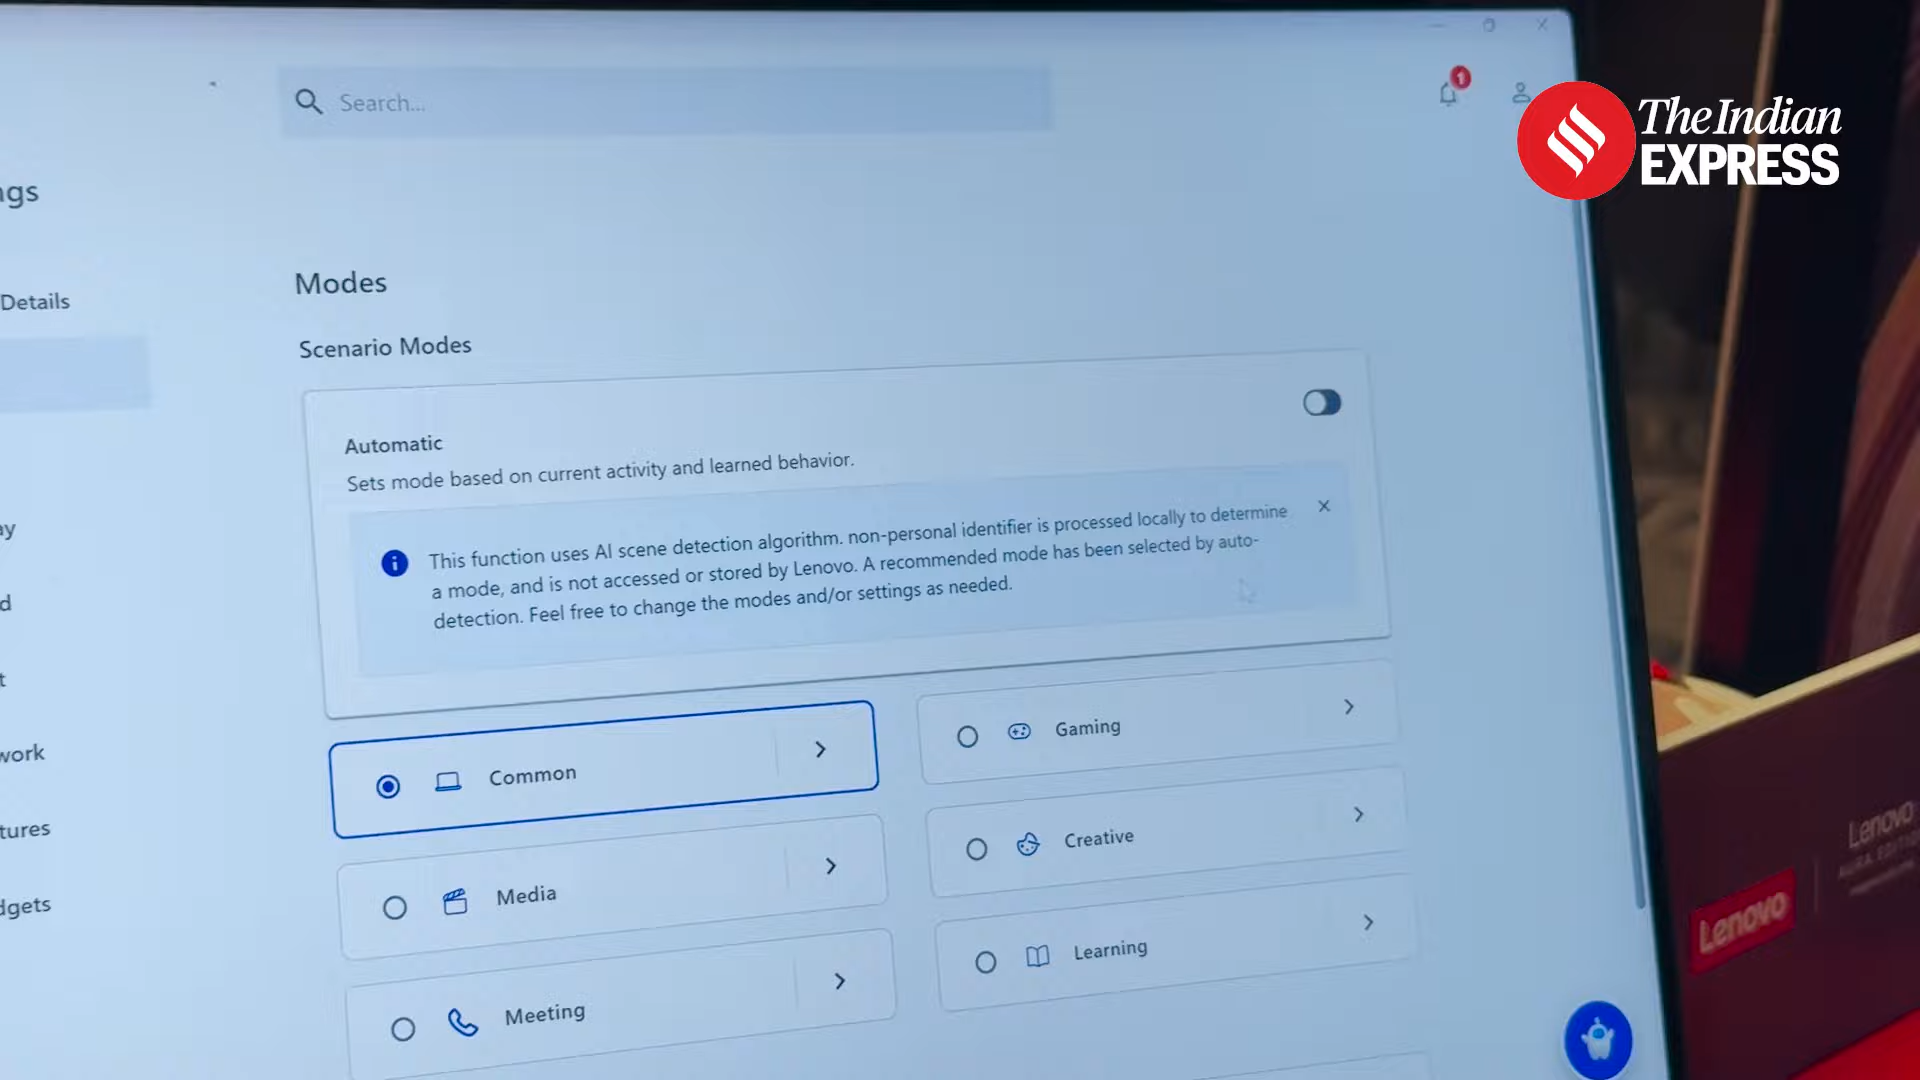 Search...
1
The Indian
EXPRESS
ngs
Details
Modes
Scenario Modes
Automatic
Sets mode based on current activity and learned behavior.
This function uses AI scene detection algorithm. non-personal identifier is processed locally to determine
a mode, and is not accessed or stored by Lenovo. A recommended mode has been selected by auto-
detection. Feel free to change the modes and/or settings as needed.
ay
d
t
work
tures
dgets
Common
Gaming
Media
Creative
Meeting
Learning
Lenovo
Lenovo
AURA EDITION